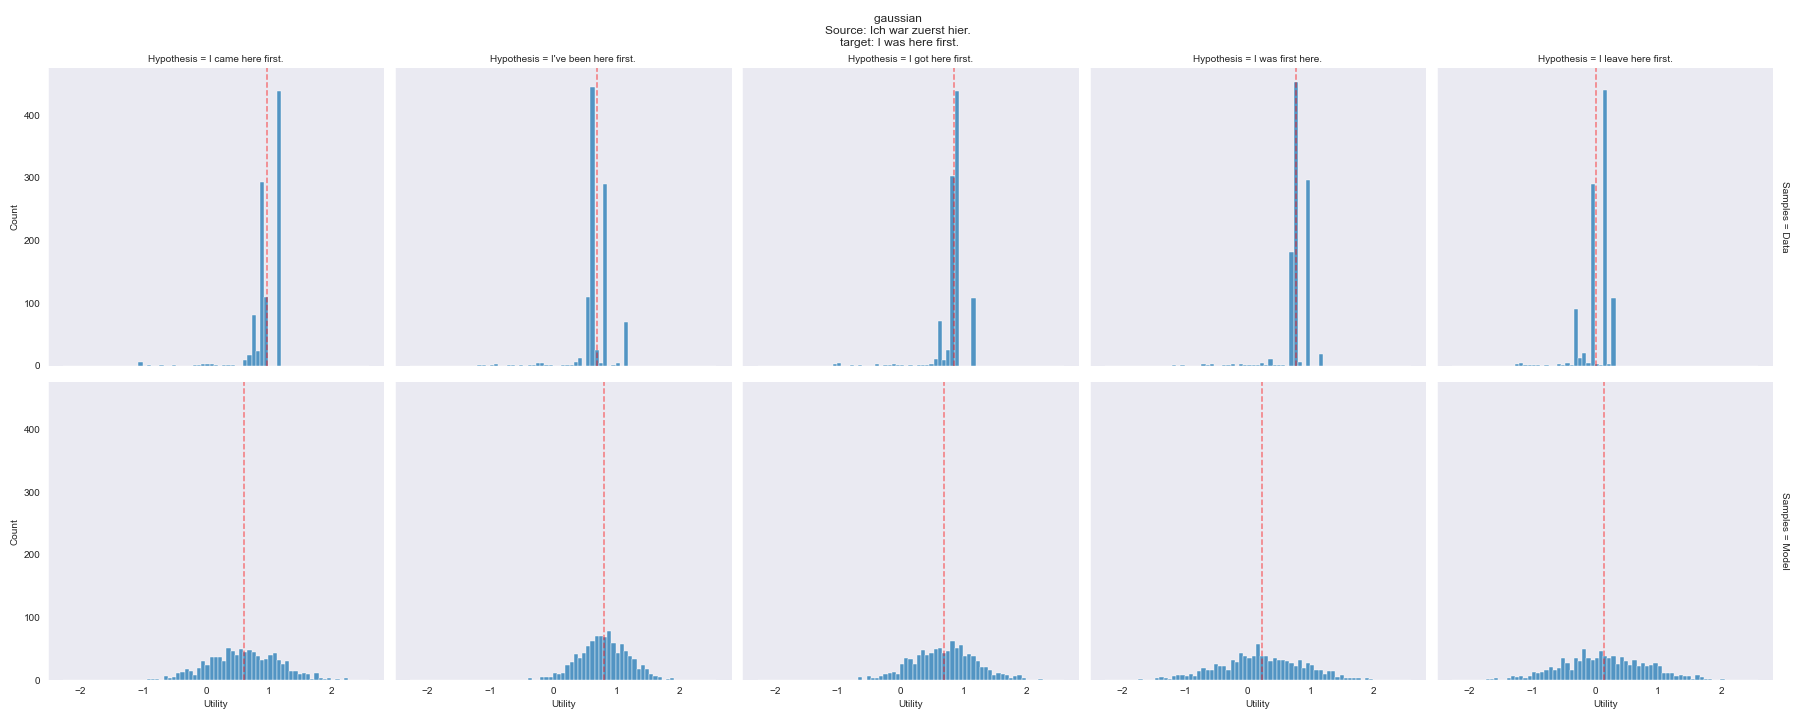 gaussian
Source: Ich war zuerst hier.
target: I was here first.
Hypothesis = I came here first.
Hypothesis = I've been here first.
Hypothesis = I got here first.
Hypothesis = I was first here.
Hypothesis = I leave here first.
400
300
200
100
0
Count
Samples = Data
400
300
200
100
0
Count
Samples = Model
−2 −1 0 1 2
−2 −1 0 1 2
−2 −1 0 1 2
−2 −1 0 1 2
−2 −1 0 1 2
Utility
Utility
Utility
Utility
Utility